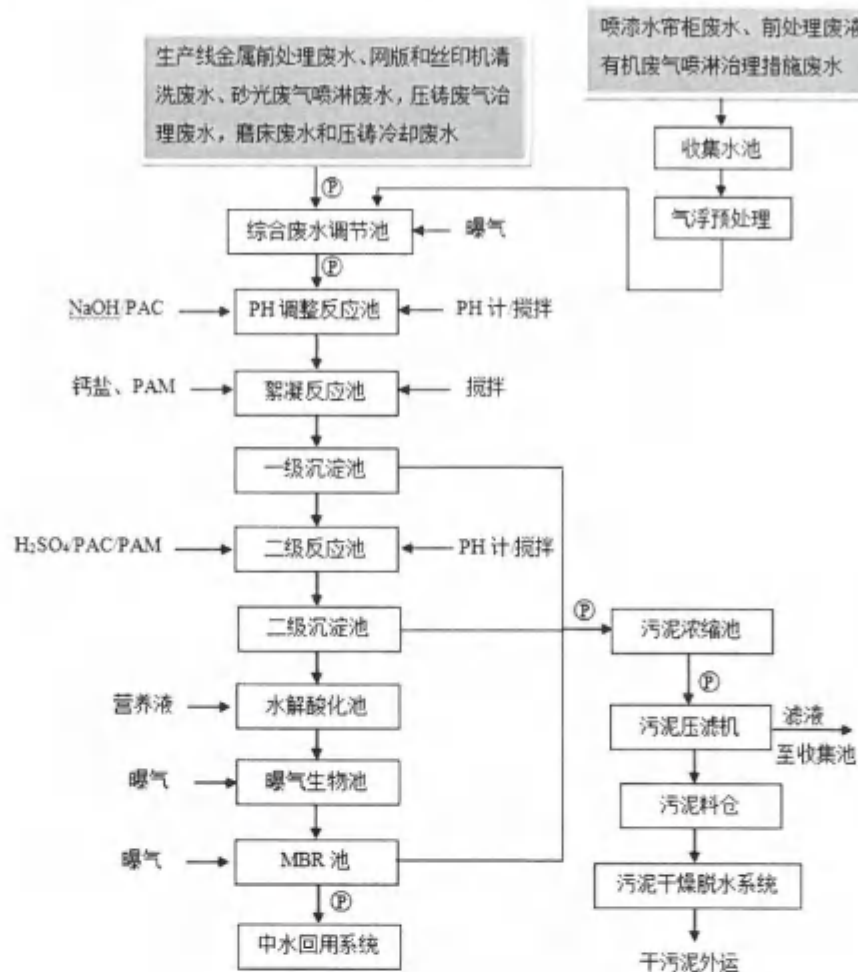 生产线金属前处理废水、网版和丝印机清
洗废水、砂光废气喷淋废水，压铸废气治
理废水，磨床废水和压铸冷却废水
喷漆水帘柜废水、前处理废液
有机废气喷淋治理措施废水
收集水池
气浮预处理
P
综合废水调节池
曝气
P
NaOH/PAC
PH 调整反应池
PH 计/搅拌
钙盐、PAM
絮凝反应池
搅拌
一级沉淀池
H₂SO₄/PAC/PAM
二级反应池
PH 计/搅拌
二级沉淀池
P
污泥浓缩池
P
营养液
水解酸化池
污泥压滤机
滤液
至收集池
曝气
曝气生物池
污泥料仓
曝气
MBR 池
污泥干燥脱水系统
P
中水回用系统
干污泥外运